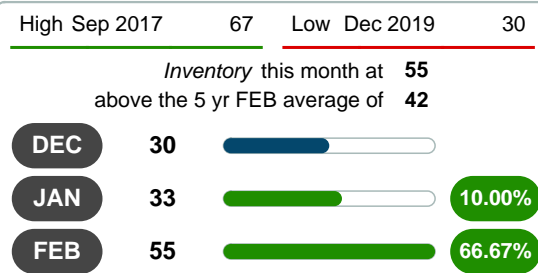 High Sep 2017 67 Low Dec 2019 30
Inventory this month at 55
above the 5 yr FEB average of 42
DEC 30
JAN 33 10.00%
FEB 55 66.67%